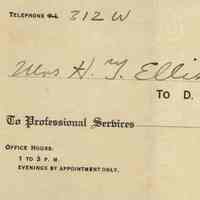 TELEPHONE 312 W
Mrs H. Y. Ellis
TO D.
To Professional Services
OFFICE HOURS:
1 TO 3 P. M.
EVENINGS BY APPOINTMENT ONLY.